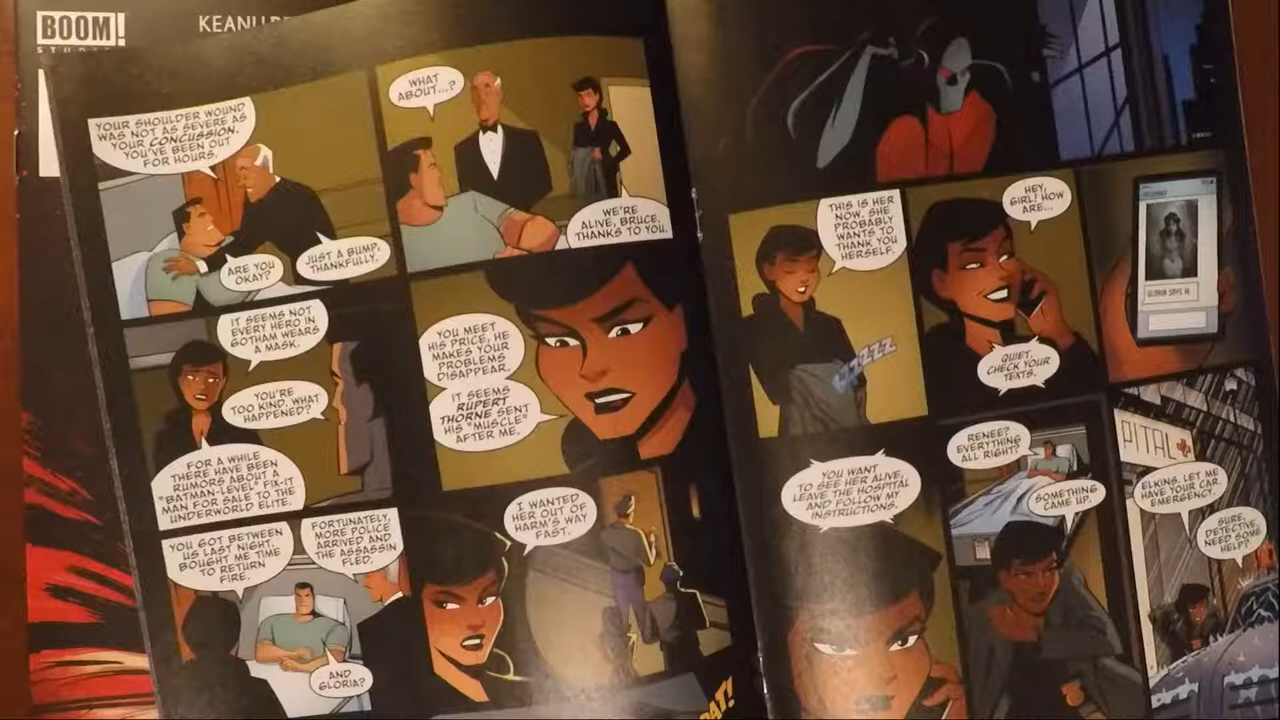 BOOM!
STUDI
KEANU RE
YOUR SHOULDER WOUND
WAS NOT AS SEVERE AS
YOUR CONCUSSION.
YOU'VE BEEN OUT
FOR HOURS.
ARE YOU
OKAY?
JUST A BUMP,
THANKFULLY.
WHAT
ABOUT...?
WE'RE
ALIVE, BRUCE.
THANKS TO YOU.
IT SEEMS NOT
EVERY HERO IN
GOTHAM WEARS
A MASK.
YOU'RE
TOO KIND. WHAT
HAPPENED?
FOR A WHILE
THERE HAVE BEEN
RUMORS ABOUT A
"BATMAN-LEVEL" FIX-IT
MAN FOR SALE TO THE
UNDERWORLD ELITE.
YOU MEET
HIS PRICE, HE
MAKES YOUR
PROBLEMS
DISAPPEAR.
IT SEEMS
RUPERT
THORNE SENT
HIS "MUSCLE"
AFTER ME.
YOU GOT BETWEEN
US LAST NIGHT.
BOUGHT ME TIME
TO RETURN
FIRE.
FORTUNATELY,
MORE POLICE
ARRIVED AND
THE ASSASSIN
FLED.
AND
GLORIA?
I WANTED
HER OUT OF
HARM'S WAY
FAST.
THIS IS HER
NOW. SHE
PROBABLY
WANTS TO
THANK YOU
HERSELF.
HEY,
GIRL! HOW
ARE...
QUIET.
CHECK YOUR
TEXTS.
GLORIA SAYS HI.
YOU WANT
TO SEE HER ALIVE,
LEAVE THE HOSPITAL
AND FOLLOW MY
INSTRUCTIONS.
RENEE?
EVERYTHING
ALL RIGHT?
SOMETHING
CAME UP.
PITAL
ELKINS, LET ME
HAVE YOUR CAR.
EMERGENCY.
SURE,
DETECTIVE.
NEED SOME
HELP?